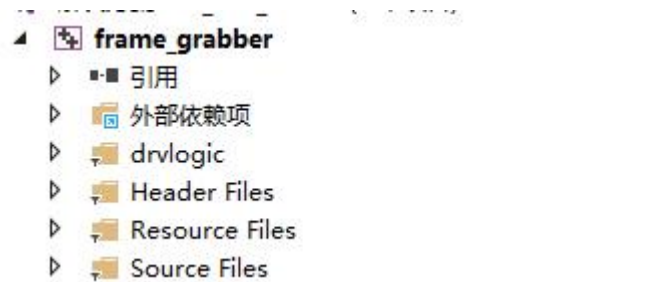 frame_grabber
引用
外部依赖项
drvlogic
Header Files
Resource Files
Source Files